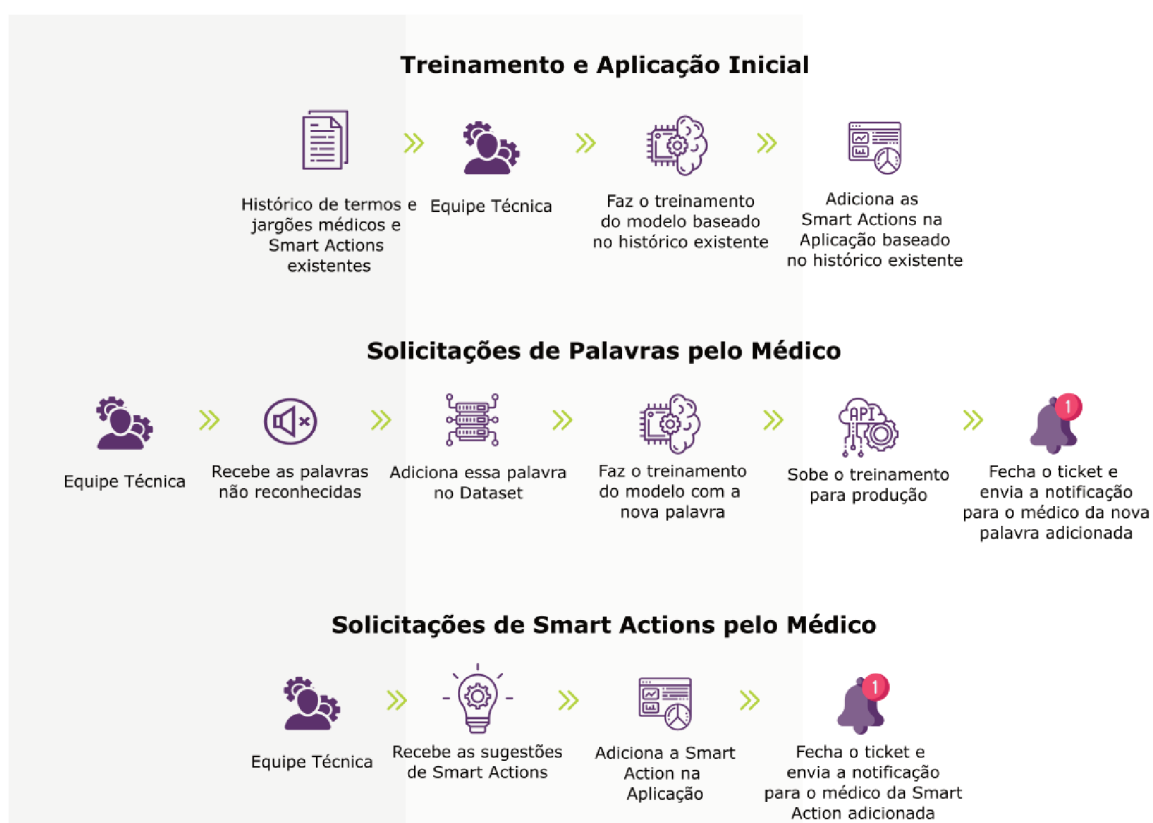 Treinamento e Aplicação Inicial
Histórico de termos e
jargões médicos e
Smart Actions
existentes
Equipe Técnica
Faz o treinamento
do modelo baseado
no histórico existente
Adiciona as
Smart Actions na
Aplicação baseado
no histórico existente
Solicitações de Palavras pelo Médico
Equipe Técnica
Recebe as palavras
não reconhecidas
Adiciona essa palavra
no Dataset
Faz o treinamento
do modelo com a
nova palavra
API
Sobe o treinamento
para produção
1
Fecha o ticket e
envia a notificação
para o médico da nova
palavra adicionada
Solicitações de Smart Actions pelo Médico
Equipe Técnica
Recebe as sugestões
de Smart Actions
Adiciona a Smart
Action na
Aplicação
1
Fecha o ticket e
envia a notificação
para o médico da Smart
Action adicionada